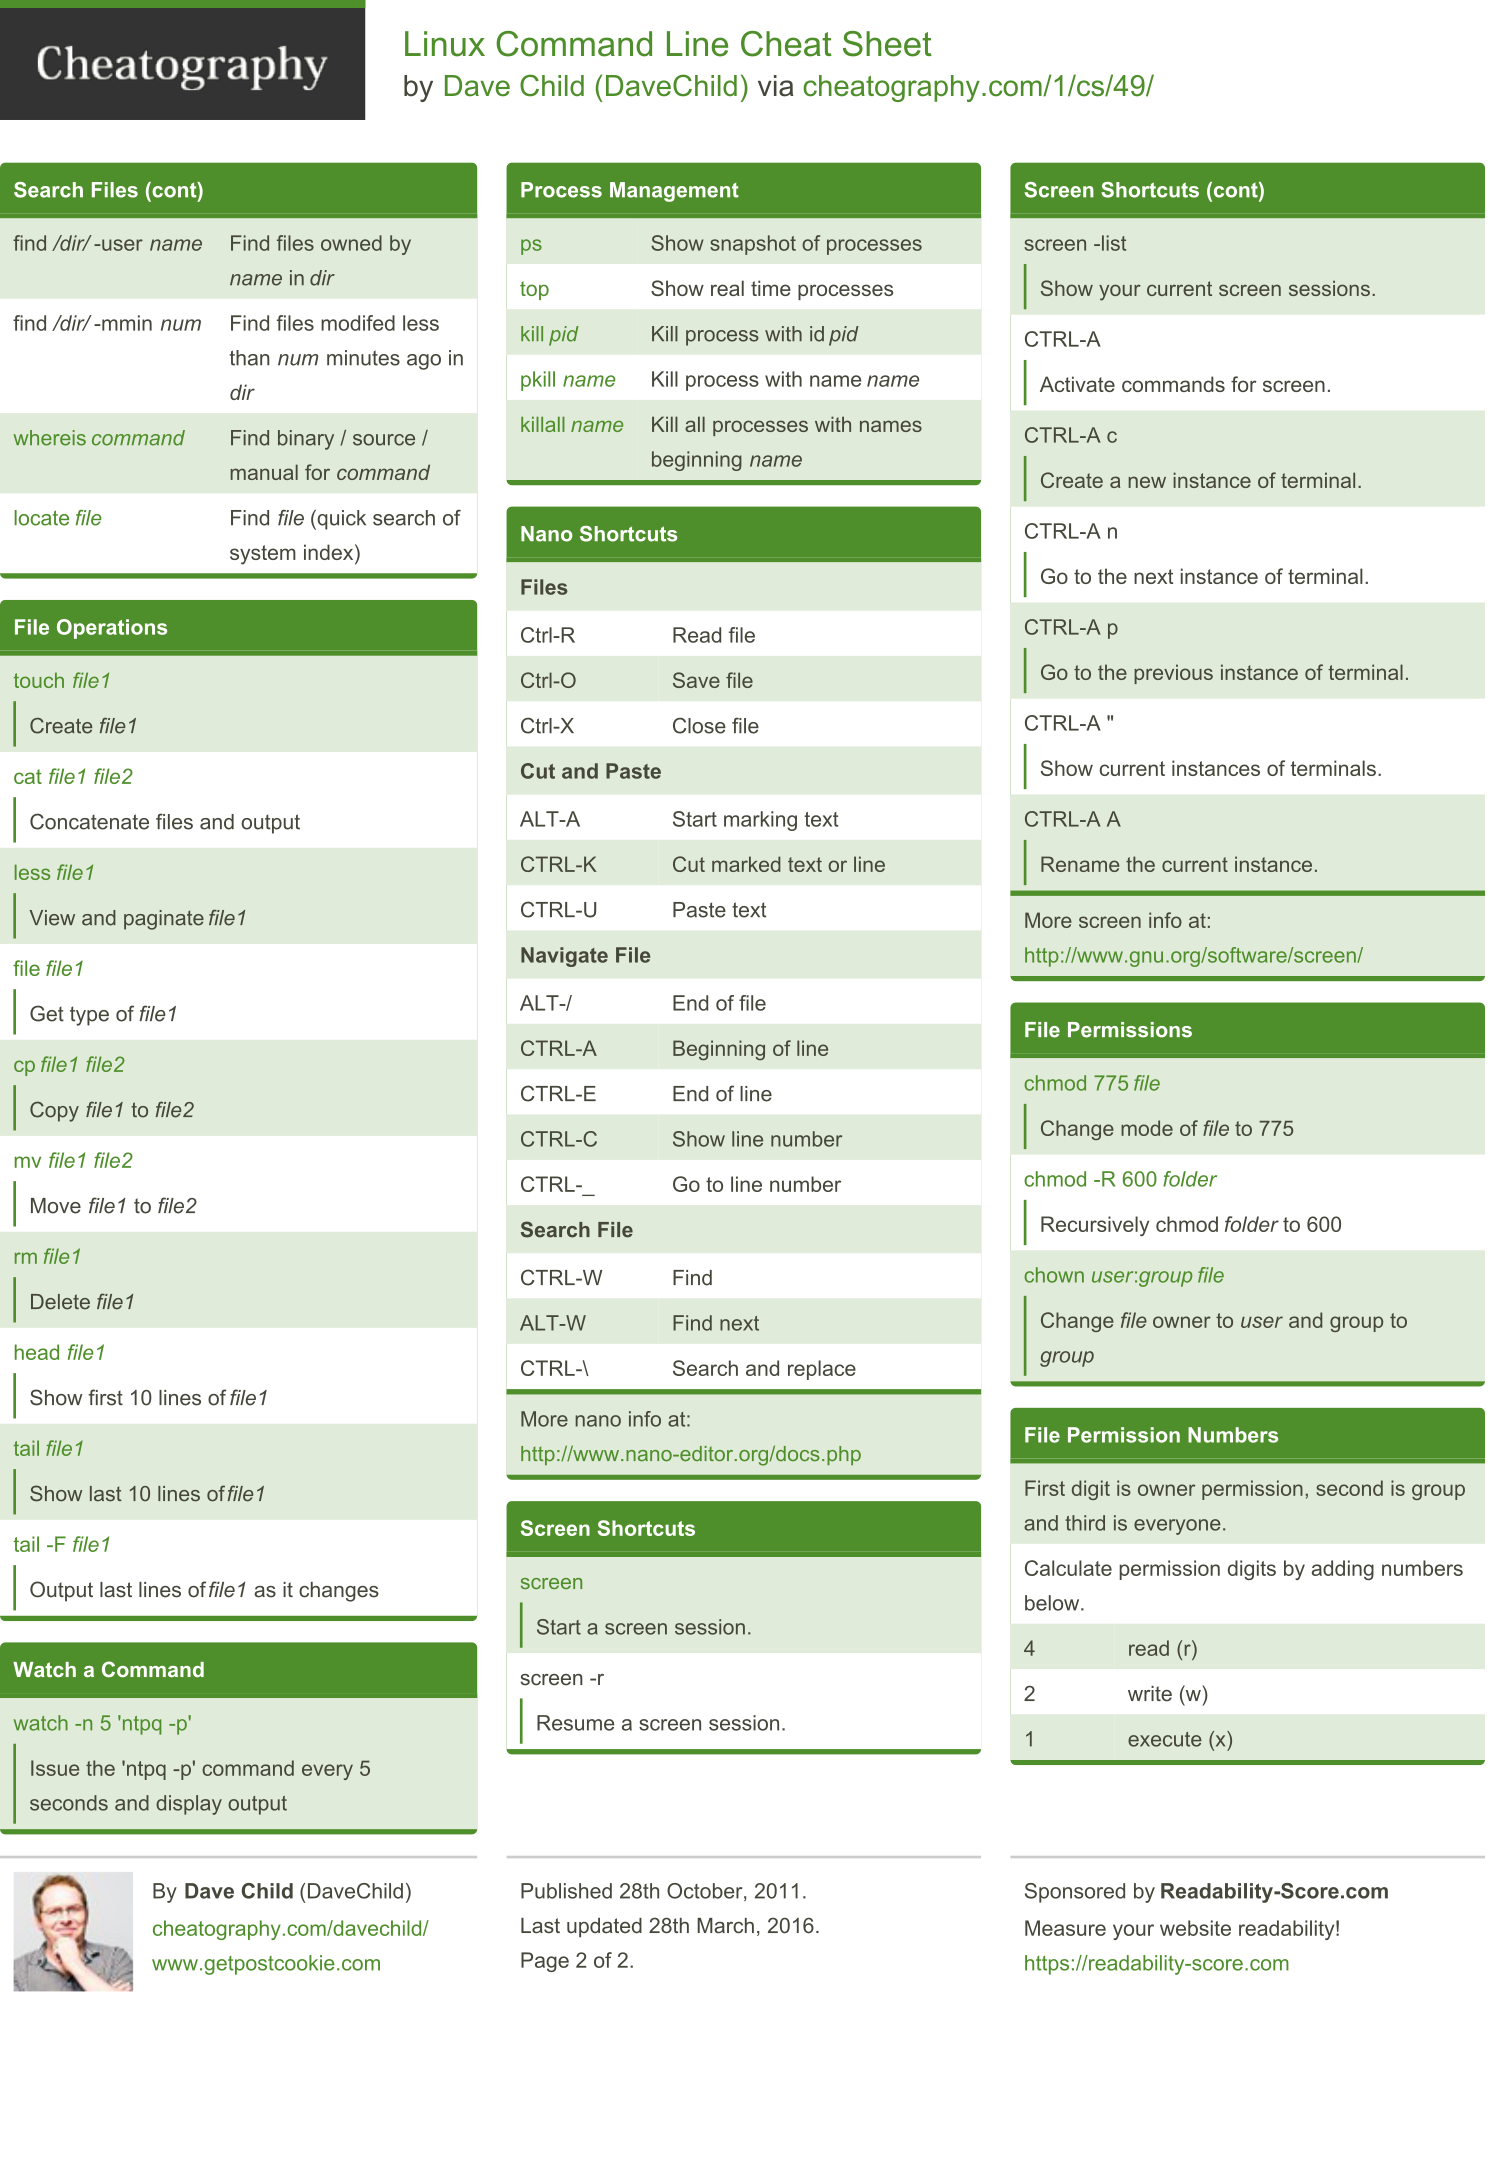 Cheatography
Linux Command Line Cheat Sheet
by Dave Child (DaveChild) via cheatography.com/1/cs/49/
Search Files (cont)
find /dir/ -user name Find files owned by
name in dir
find /dir/ -mmin num Find files modifed less
than num minutes ago in
dir
whereis command Find binary / source /
manual for command
locate file Find file (quick search of
system index)
File Operations
touch file1
Create file1
cat file1 file2
Concatenate files and output
less file1
View and paginate file1
file file1
Get type of file1
cp file1 file2
Copy file1 to file2
mv file1 file2
Move file1 to file2
rm file1
Delete file1
head file1
Show first 10 lines of file1
tail file1
Show last 10 lines of file1
tail -F file1
Output last lines of file1 as it changes
Watch a Command
watch -n 5 'ntpq -p'
Issue the 'ntpq -p' command every 5
seconds and display output
Process Management
ps Show snapshot of processes
top Show real time processes
kill pid Kill process with id pid
pkill name Kill process with name name
killall name Kill all processes with names
beginning name
Nano Shortcuts
Files
Ctrl-R Read file
Ctrl-O Save file
Ctrl-X Close file
Cut and Paste
ALT-A Start marking text
CTRL-K Cut marked text or line
CTRL-U Paste text
Navigate File
ALT-/ End of file
CTRL-A Beginning of line
CTRL-E End of line
CTRL-C Show line number
CTRL-_ Go to line number
Search File
CTRL-W Find
ALT-W Find next
CTRL-\ Search and replace
More nano info at:
http://www.nano-editor.org/docs.php
Screen Shortcuts
screen
Start a screen session.
screen -r
Resume a screen session.
Screen Shortcuts (cont)
screen -list
Show your current screen sessions.
CTRL-A
Activate commands for screen.
CTRL-A c
Create a new instance of terminal.
CTRL-A n
Go to the next instance of terminal.
CTRL-A p
Go to the previous instance of terminal.
CTRL-A "
Show current instances of terminals.
CTRL-A A
Rename the current instance.
More screen info at:
http://www.gnu.org/software/screen/
File Permissions
chmod 775 file
Change mode of file to 775
chmod -R 600 folder
Recursively chmod folder to 600
chown user:group file
Change file owner to user and group to
group
File Permission Numbers
First digit is owner permission, second is group
and third is everyone.
Calculate permission digits by adding numbers
below.
4 read (r)
2 write (w)
1 execute (x)
By Dave Child (DaveChild)
cheatography.com/davechild/
www.getpostcookie.com
Published 28th October, 2011.
Last updated 28th March, 2016.
Page 2 of 2.
Sponsored by Readability-Score.com
Measure your website readability!
https://readability-score.com